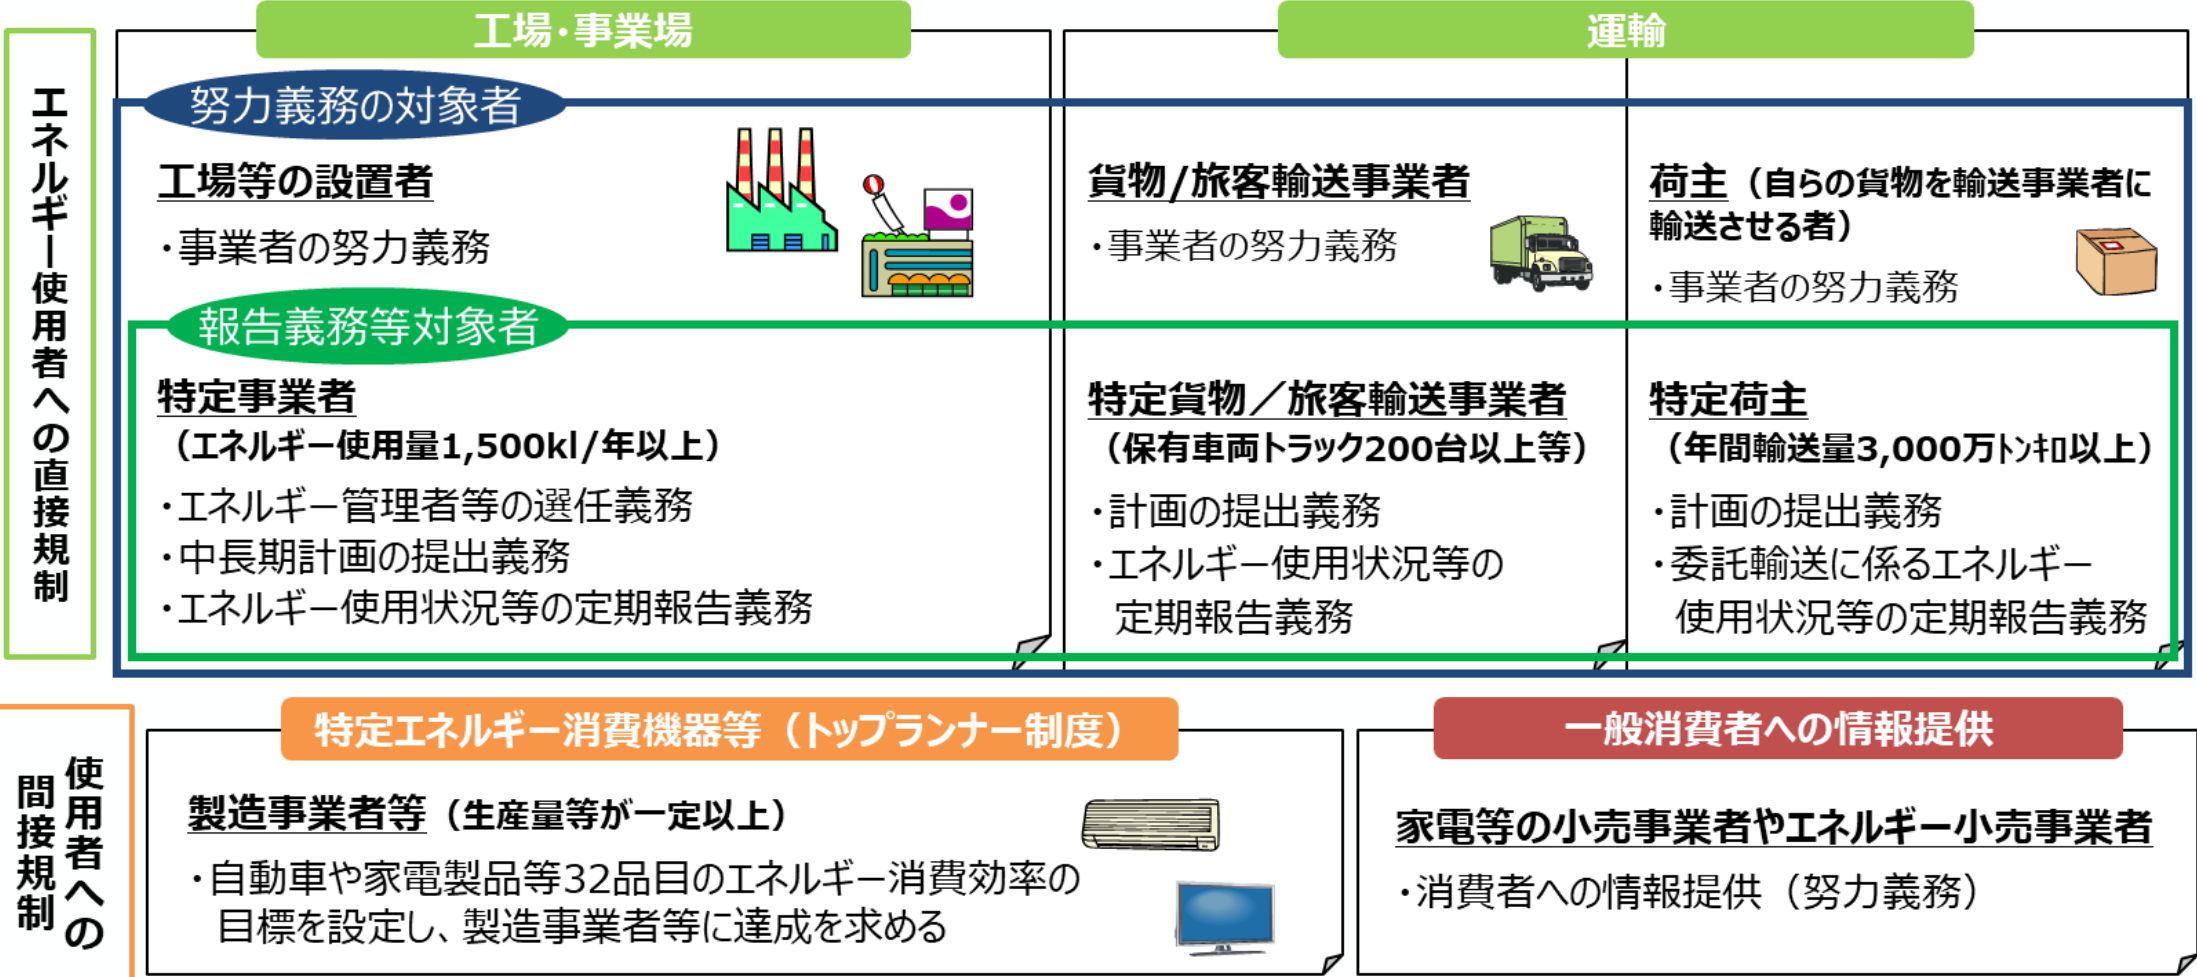 エネルギー使用者への直接規制
工場・事業場
運輸
努力義務の対象者
工場等の設置者
・事業者の努力義務
貨物/旅客輸送事業者
・事業者の努力義務
荷主（自らの貨物を輸送事業者に
輸送させる者）
・事業者の努力義務
報告義務等対象者
特定事業者
（エネルギー使用量1,500kl/年以上）
・エネルギー管理者等の選任義務
・中長期計画の提出義務
・エネルギー使用状況等の定期報告義務
特定貨物／旅客輸送事業者
（保有車両トラック200台以上等）
・計画の提出義務
・エネルギー使用状況等の
定期報告義務
特定荷主
（年間輸送量3,000万ﾄﾝｷﾛ以上）
・計画の提出義務
・委託輸送に係るエネルギー
使用状況等の定期報告義務
使用者への
間接規制
特定エネルギー消費機器等（トップランナー制度）
製造事業者等（生産量等が一定以上）
・自動車や家電製品等32品目のエネルギー消費効率の
目標を設定し、製造事業者等に達成を求める
一般消費者への情報提供
家電等の小売事業者やエネルギー小売事業者
・消費者への情報提供（努力義務）